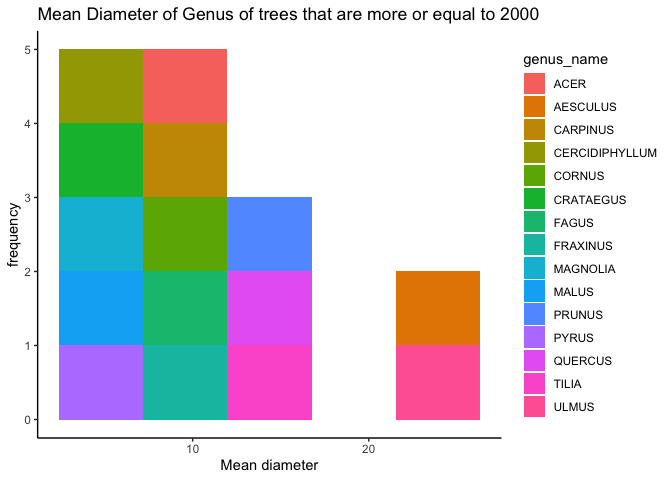 Mean Diameter of Genus of trees that are more or equal to 2000
5
4
3
2
1
0
frequency
10
20
Mean diameter
genus_name
ACER
AESCULUS
CARPINUS
CERCIDIPHYLLUM
CORNUS
CRATAEGUS
FAGUS
FRAXINUS
MAGNOLIA
MALUS
PRUNUS
PYRUS
QUERCUS
TILIA
ULMUS